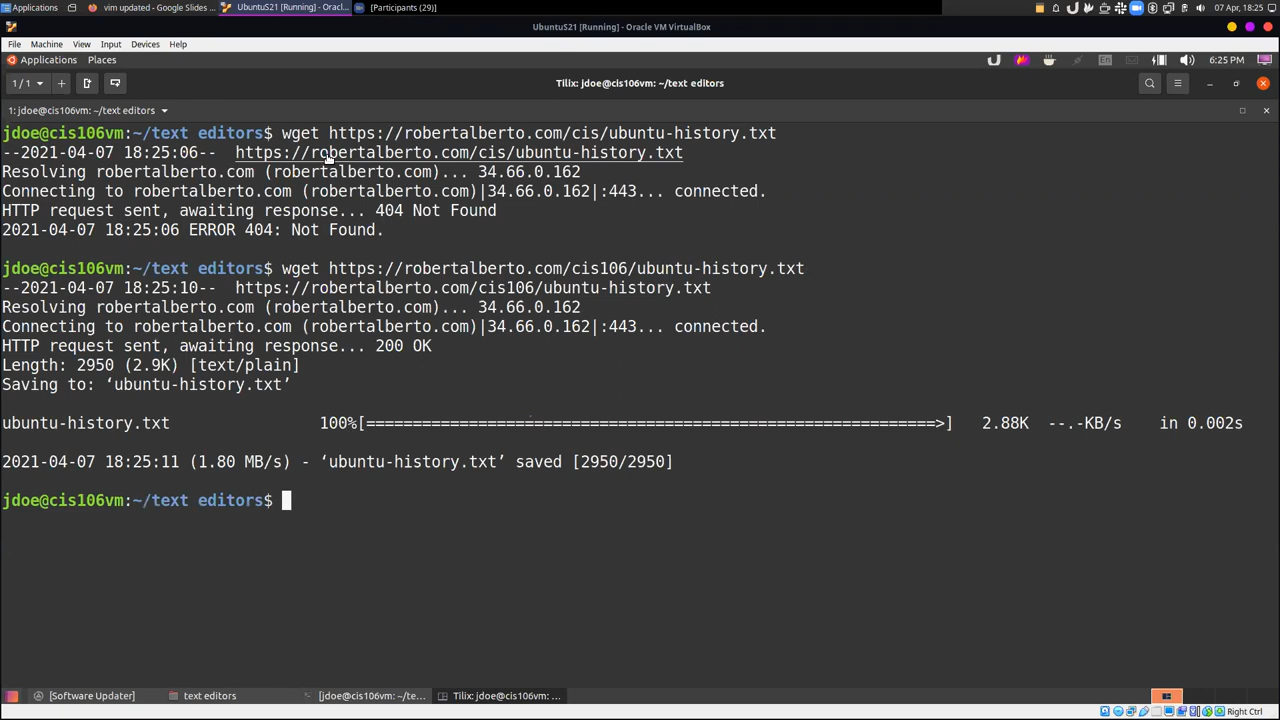 Applications
vim updated - Google Slides ...
UbuntuS21 [Running] - Oracl...
[Participants (29)]
07 Apr, 18:25
UbuntuS21 [Running] - Oracle VM VirtualBox
File Machine View Input Devices Help
Applications Places
En
6:25 PM
1 / 1
Tilix: jdoe@cis106vm: ~/text editors
1: jdoe@cis106vm: ~/text editors
jdoe@cis106vm:~/text editors$ wget https://robertalberto.com/cis/ubuntu-history.txt
--2021-04-07 18:25:06-- https://robertalberto.com/cis/ubuntu-history.txt
Resolving robertalberto.com (robertalberto.com)... 34.66.0.162
Connecting to robertalberto.com (robertalberto.com)|34.66.0.162|:443... connected.
HTTP request sent, awaiting response... 404 Not Found
2021-04-07 18:25:06 ERROR 404: Not Found.
jdoe@cis106vm:~/text editors$ wget https://robertalberto.com/cis106/ubuntu-history.txt
--2021-04-07 18:25:10-- https://robertalberto.com/cis106/ubuntu-history.txt
Resolving robertalberto.com (robertalberto.com)... 34.66.0.162
Connecting to robertalberto.com (robertalberto.com)|34.66.0.162|:443... connected.
HTTP request sent, awaiting response... 200 OK
Length: 2950 (2.9K) [text/plain]
Saving to: ‘ubuntu-history.txt’
ubuntu-history.txt 100%[=============================================================>] 2.88K --.-KB/s in 0.002s
2021-04-07 18:25:11 (1.80 MB/s) - ‘ubuntu-history.txt’ saved [2950/2950]
jdoe@cis106vm:~/text editors$
[Software Updater]
text editors
[jdoe@cis106vm: ~/te...
Tilix: jdoe@cis106vm: ...
Right Ctrl